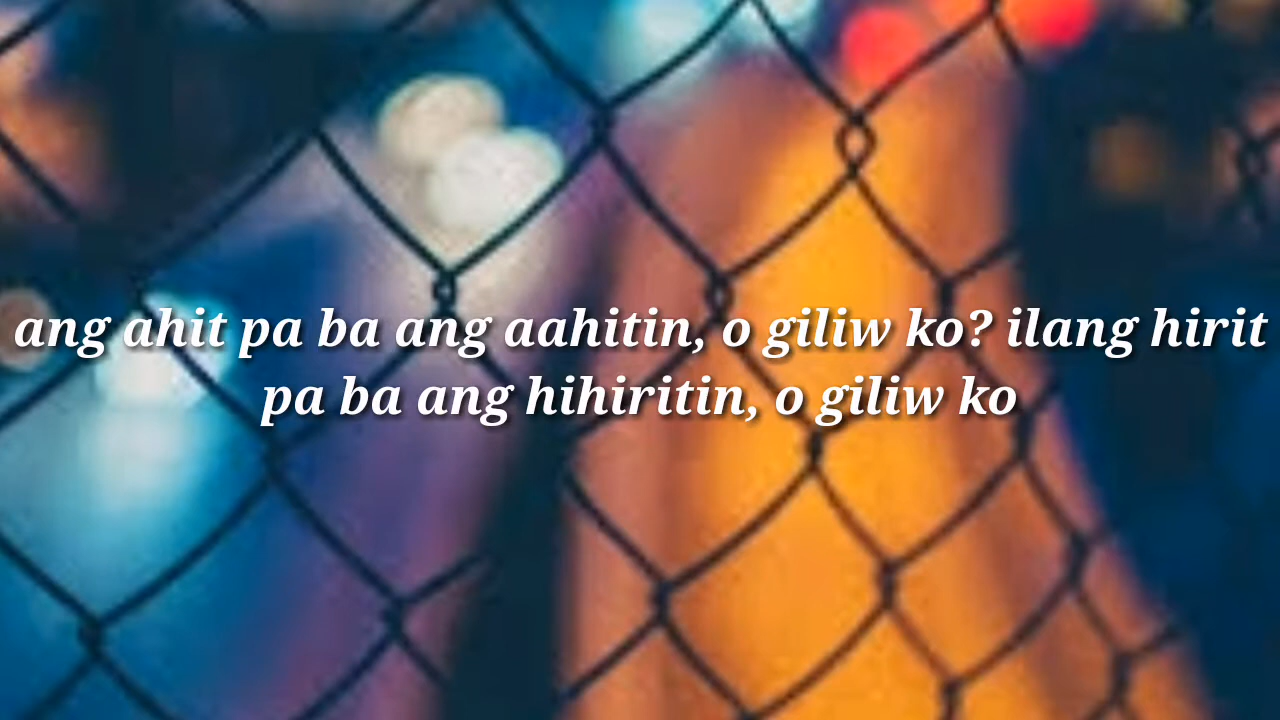 ang ahit pa ba ang aahitin, o giliw ko? ilang hirit
pa ba ang hihiritin, o giliw ko